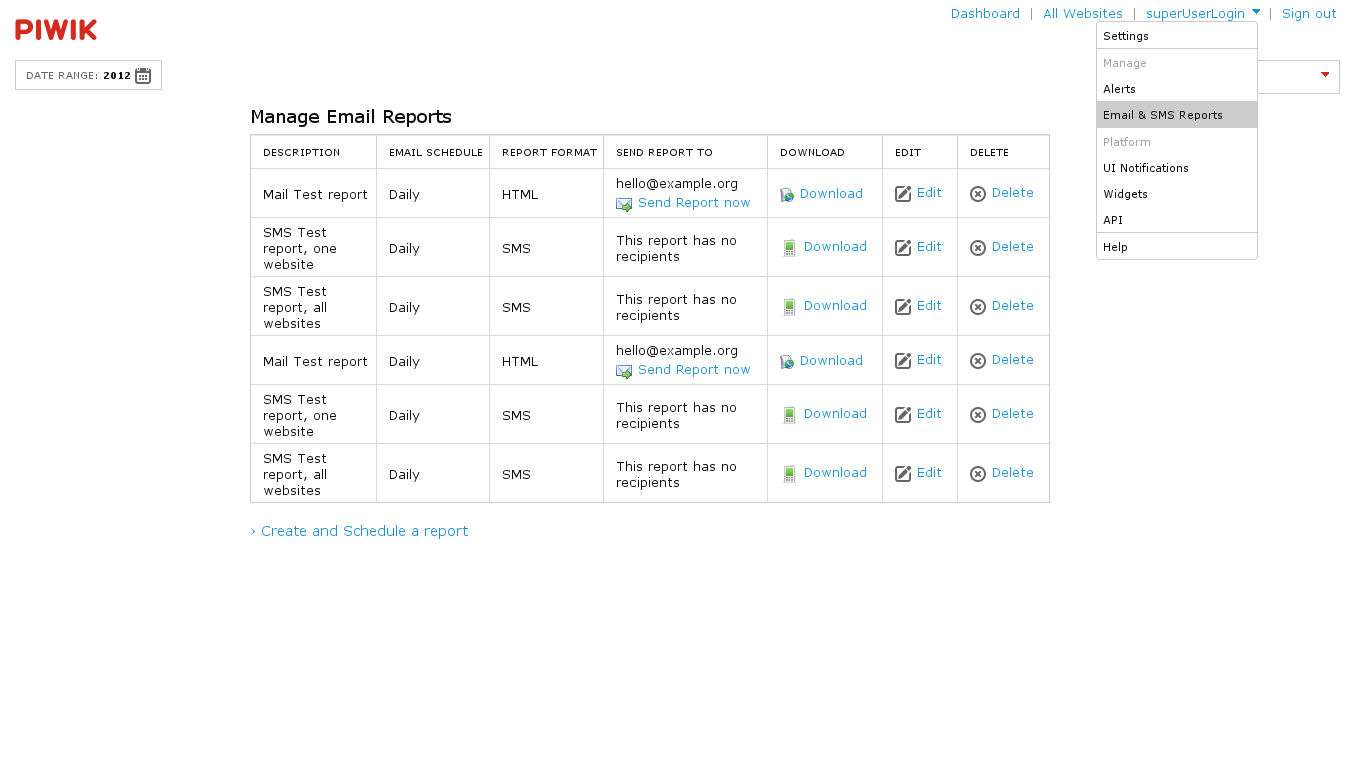 PIWIK
Dashboard | All Websites | superUserLogin | Sign out
DATE RANGE: 2012
Settings
Manage
Alerts
Email & SMS Reports
Platform
UI Notifications
Widgets
API
Help
Manage Email Reports
DESCRIPTION EMAIL SCHEDULE REPORT FORMAT SEND REPORT TO DOWNLOAD EDIT DELETE
Mail Test report Daily HTML hello@example.org
Send Report now Download Edit Delete
SMS Test
report, one
website
Daily SMS This report has no
recipients
Download Edit Delete
SMS Test
report, all
websites
Daily SMS This report has no
recipients
Download Edit Delete
Mail Test report Daily HTML hello@example.org
Send Report now Download Edit Delete
SMS Test
report, one
website
Daily SMS This report has no
recipients
Download Edit Delete
SMS Test
report, all
websites
Daily SMS This report has no
recipients
Download Edit Delete
› Create and Schedule a report